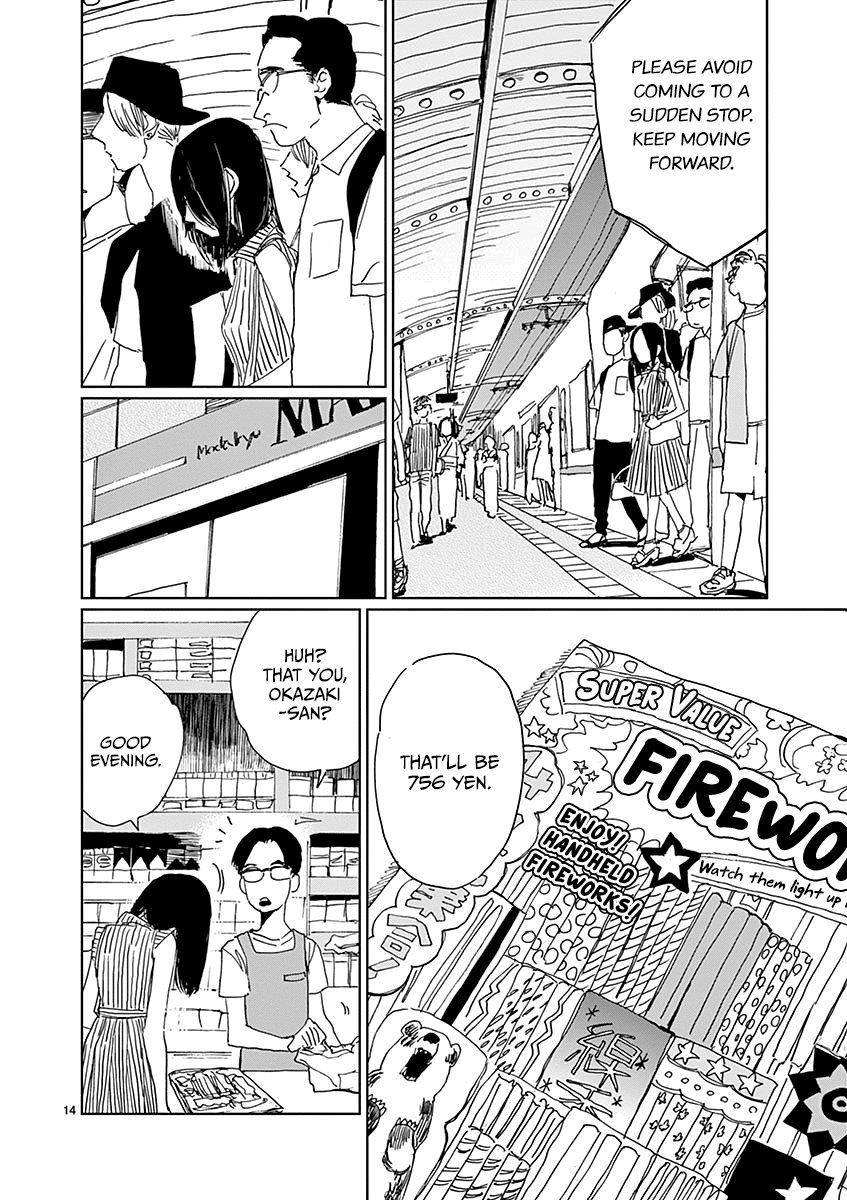 PLEASE AVOID
COMING TO A
SUDDEN STOP.
KEEP MOVING
FORWARD.
MA
THAT'LL BE
756 YEN.
SUPER VALUE
FIREWO
ENJOY!
HANDHELD
FIREWORKS!
Watch them light up
HUH?
THAT YOU,
OKAZAKI
-SAN?
GOOD
EVENING.
14